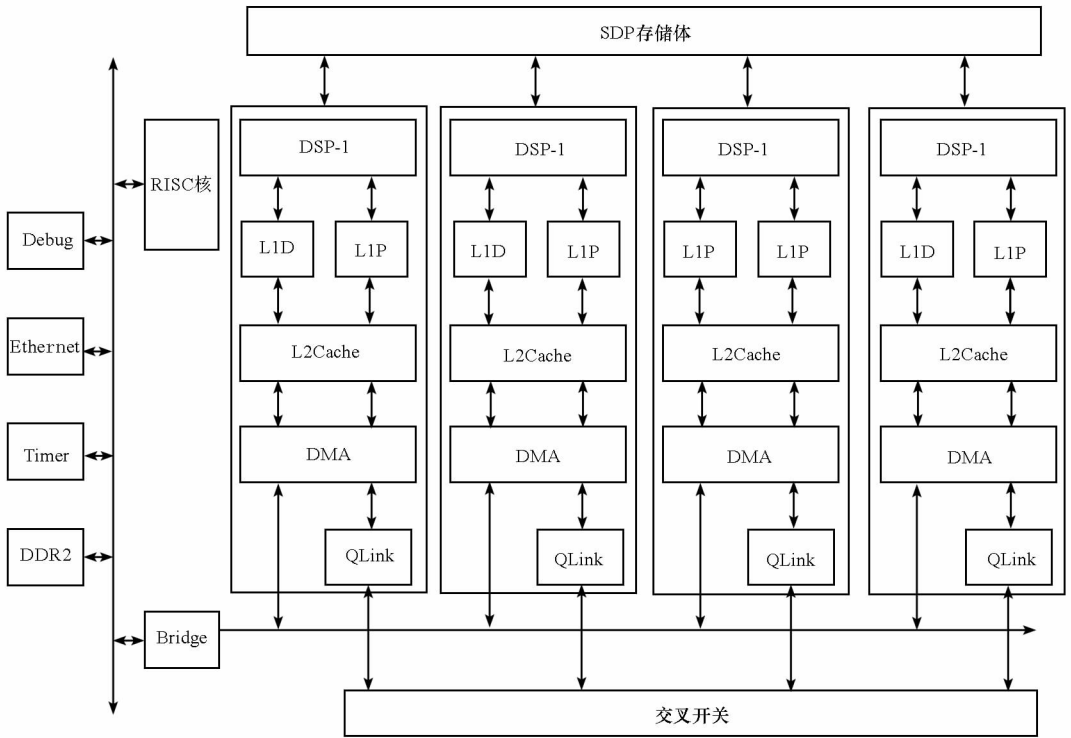 SDP存储体
DSP-1 DSP-1 DSP-1 DSP-1
RISC核
Debug
L1D L1P L1D L1P L1P L1P L1D L1P
Ethernet
L2Cache L2Cache L2Cache L2Cache
Timer
DMA DMA DMA DMA
DDR2
QLink QLink QLink QLink
Bridge
交叉开关